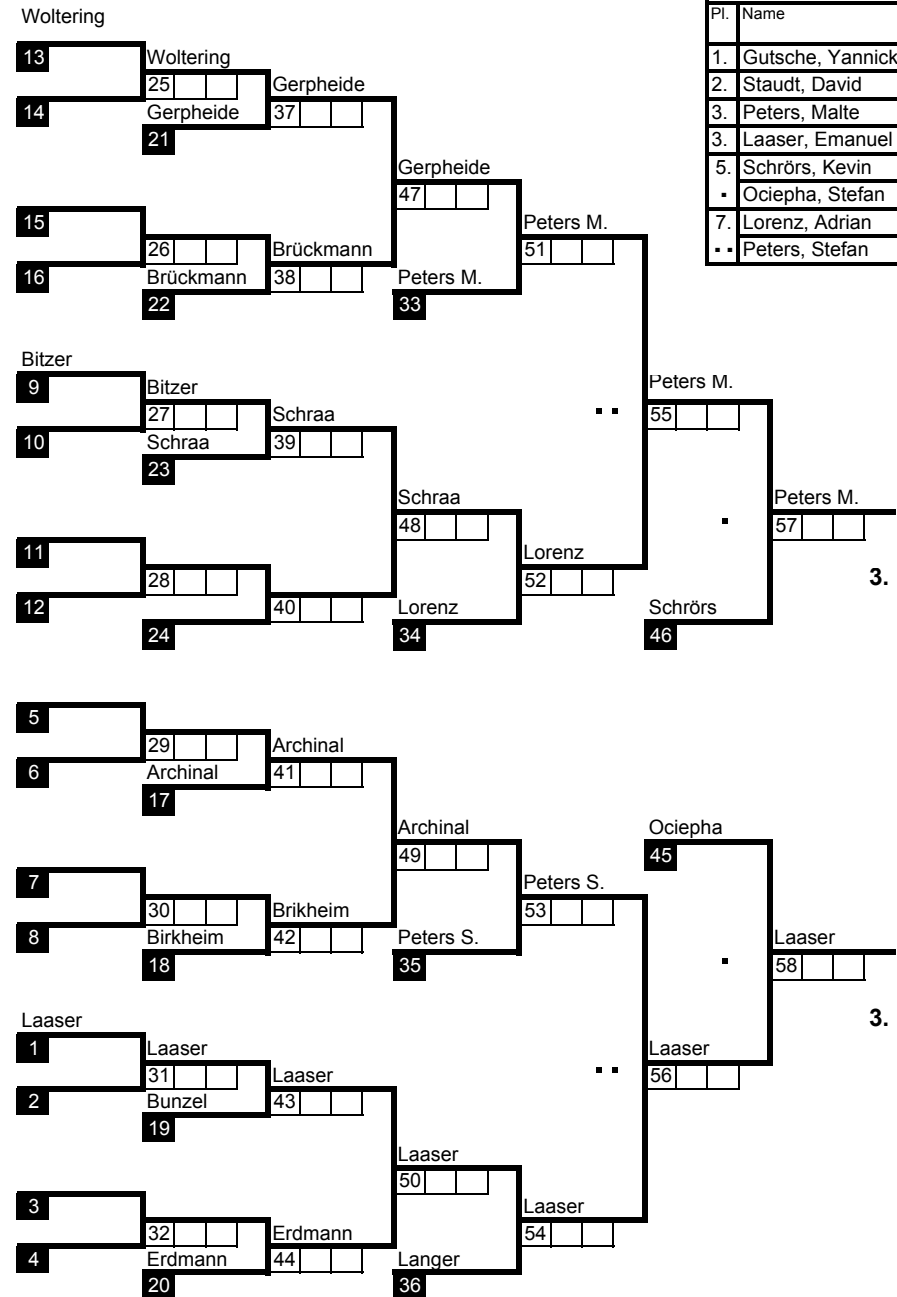 Woltering
Pl. Name
13 Woltering
1. Gutsche, Yannick
25 Gerpheide
2. Staudt, David
14 Gerpheide 37
3. Peters, Malte
21
3. Laaser, Emanuel
5. Schrörs, Kevin
Gerpheide
47
▪ Ociepha, Stefan
15 Peters M.
7. Lorenz, Adrian
26 Brückmann 51
▪ ▪ Peters, Stefan
16 Brückmann 38 Peters M.
22 33
Bitzer
9 Bitzer Peters M.
27 Schraa ▪ ▪ 55
10 Schraa 39
23
Schraa Peters M.
48 ▪ 57
11 Lorenz
28 52 3.
12 40 Lorenz Schrörs
24 34 46
5
29 Archinal
6 Archinal 41
17
Archinal Ociepha
49 45
7 Peters S.
30 Brikheim 53
8 Birkheim 42 Peters S. Laaser
18 35 ▪ 58
Laaser 3.
1 Laaser Laaser
31 Laaser ▪ ▪ 56
2 Bunzel 43
19
Laaser
50
3 Laaser
32 Erdmann 54
4 Erdmann 44 Langer
20 36